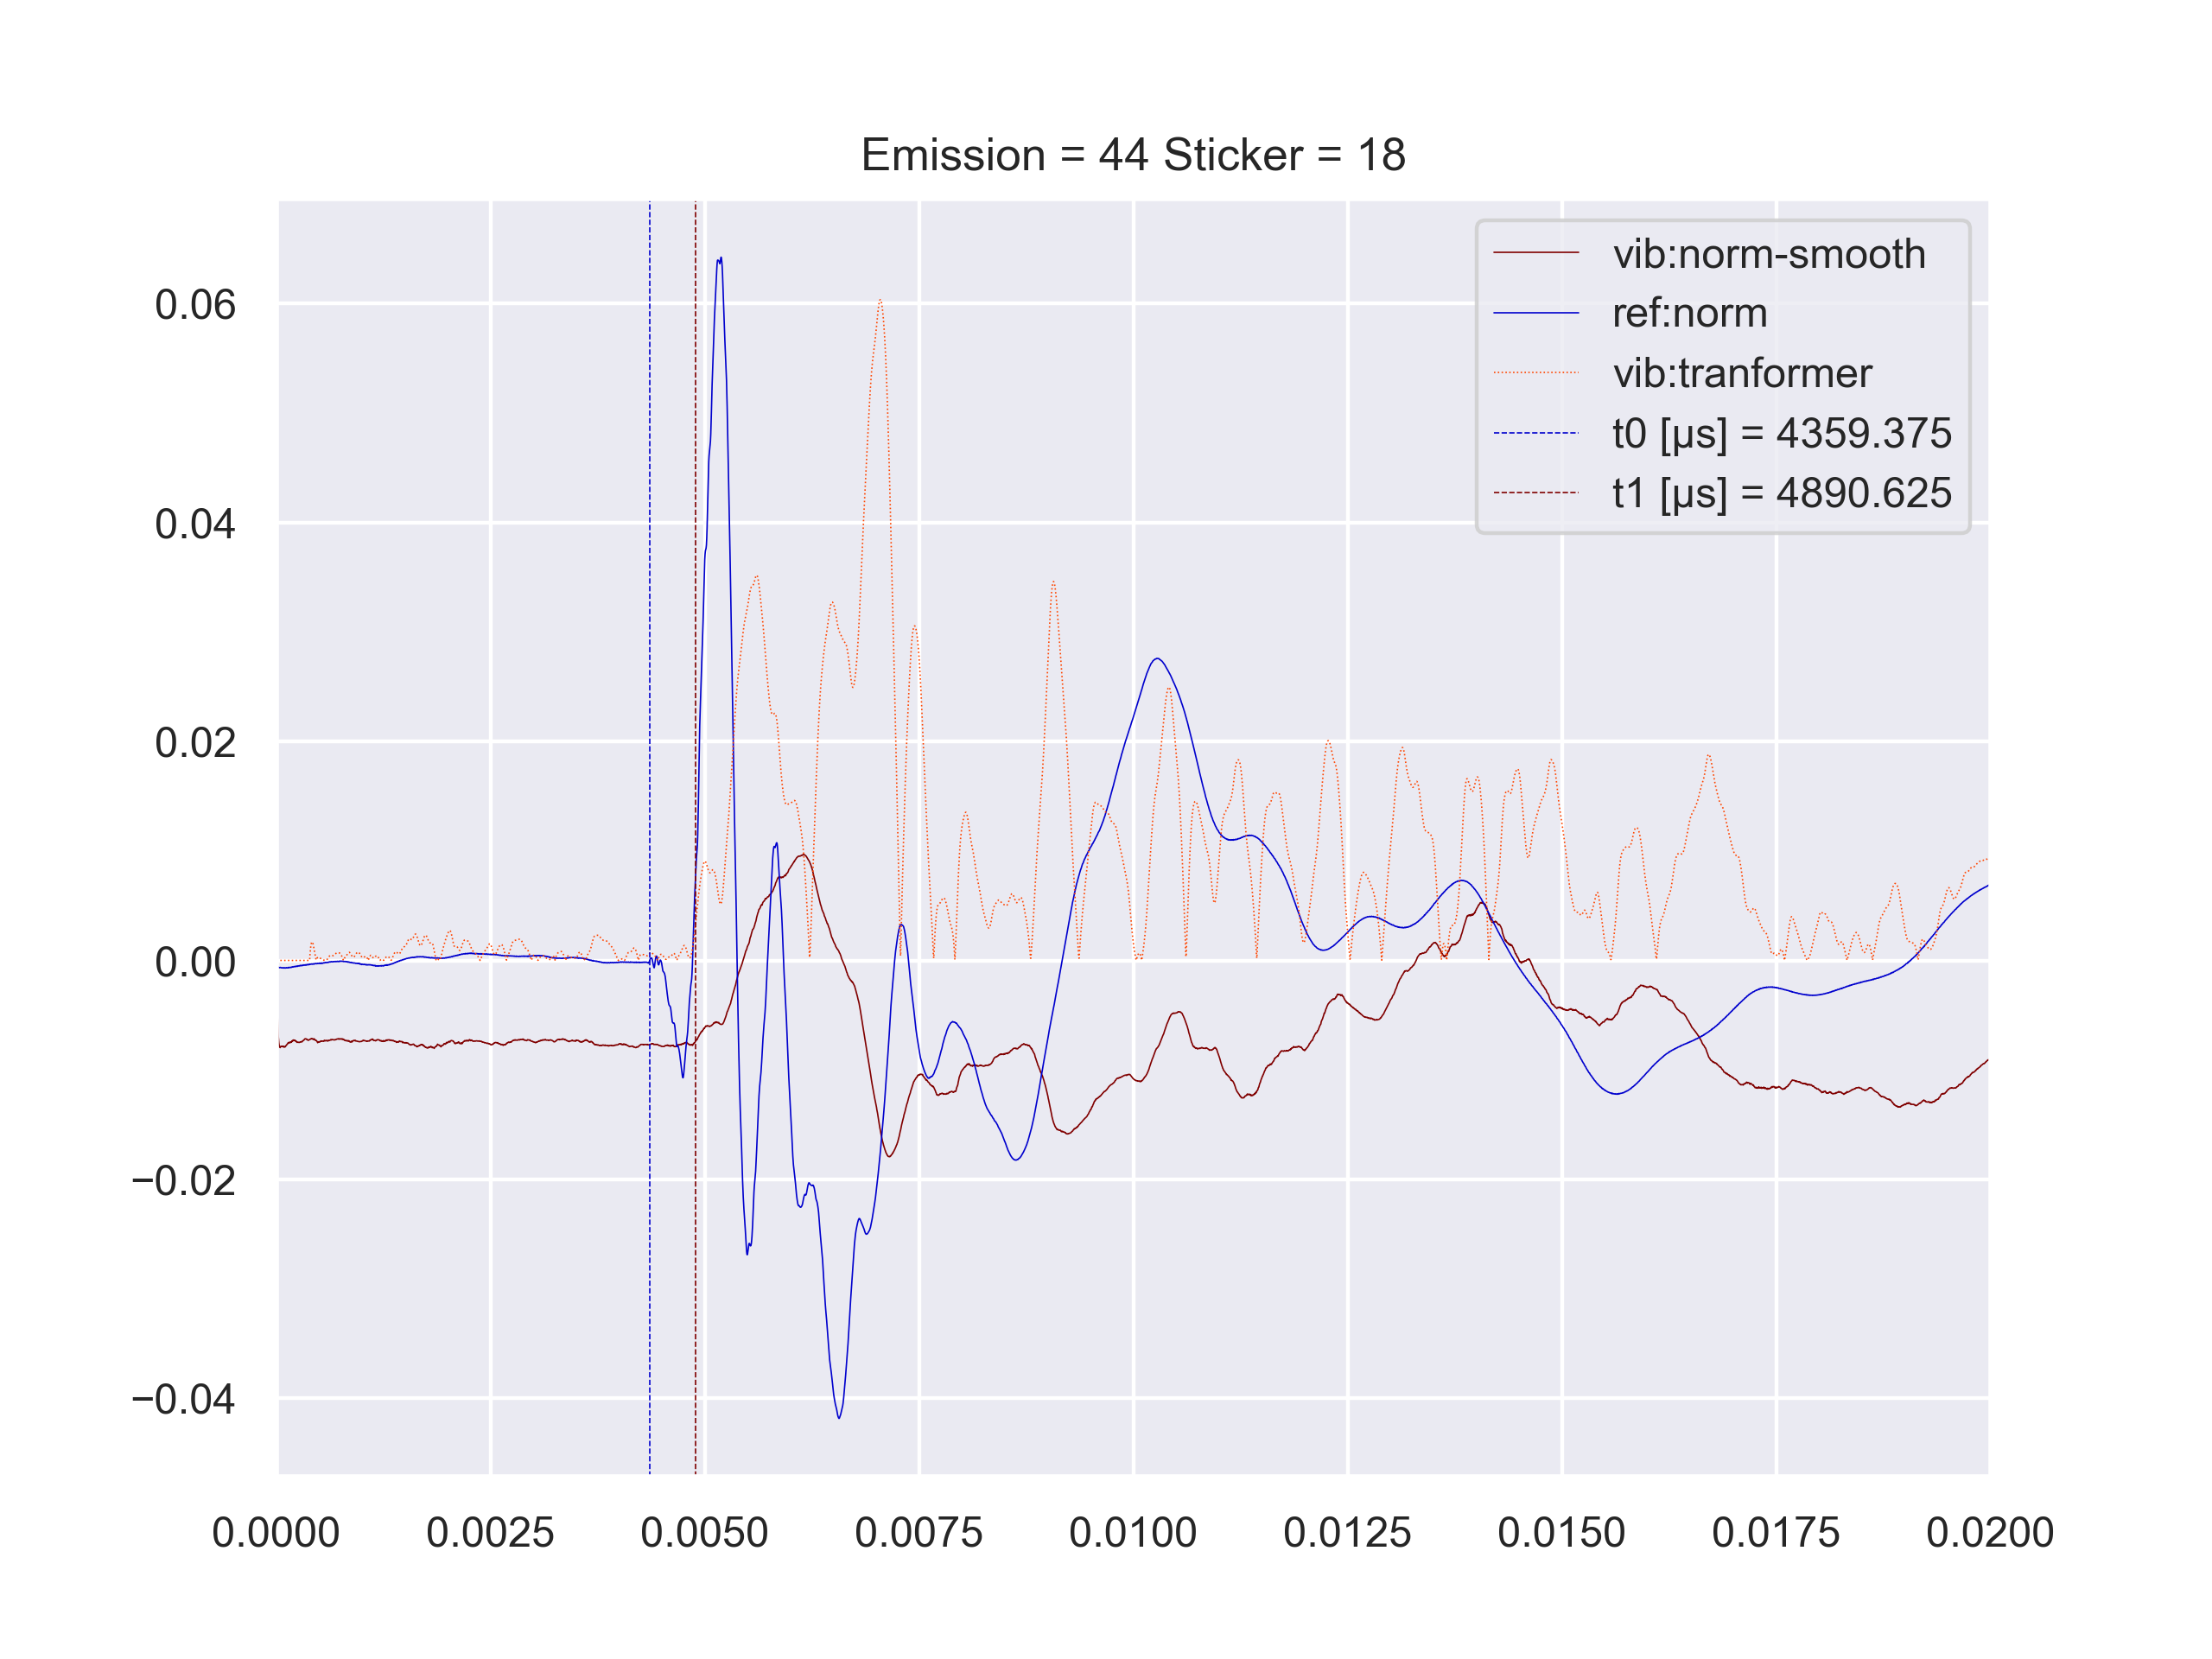 Emission = 44 Sticker = 18
vib:norm-smooth
ref:norm
vib:tranformer
t0 [µs] = 4359.375
t1 [µs] = 4890.625
0.06
0.04
0.02
0.00
−0.02
−0.04
0.0000 0.0025 0.0050 0.0075 0.0100 0.0125 0.0150 0.0175 0.0200